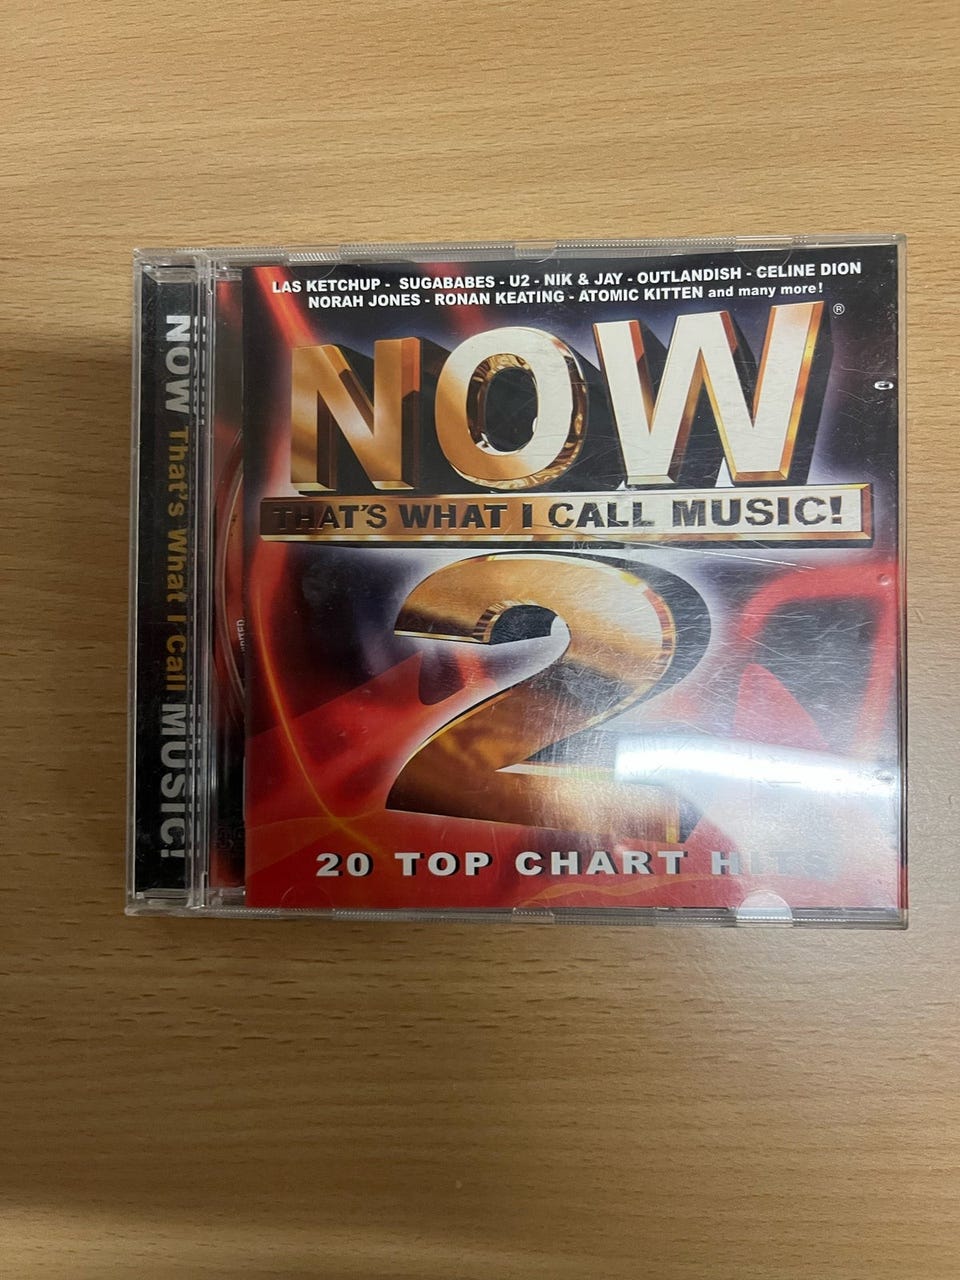 LAS KETCHUP - SUGABABES - U2 - NIK & JAY - OUTLANDISH - CELINE DION
NORAH JONES - RONAN KEATING - ATOMIC KITTEN and many more!
NOW
®
THAT'S WHAT I CALL MUSIC!
2
20 TOP CHART HITS
NOW That's What I Call MUSIC!